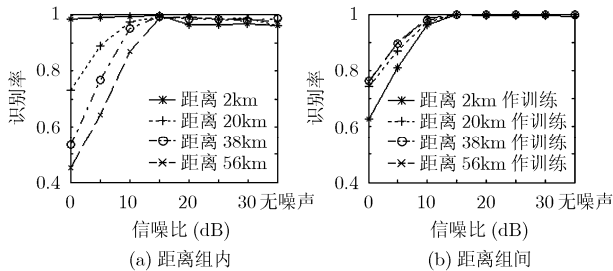 识别率
1
0.8
0.6
0.4
0 10 20 30 无噪声
信噪比 (dB)
距离 2km
距离 20km
距离 38km
距离 56km
(a) 距离组内
识别率
1
0.8
0.6
0.4
0 10 20 30 无噪声
信噪比 (dB)
距离 2km 作训练
距离 20km 作训练
距离 38km 作训练
距离 56km 作训练
(b) 距离组间